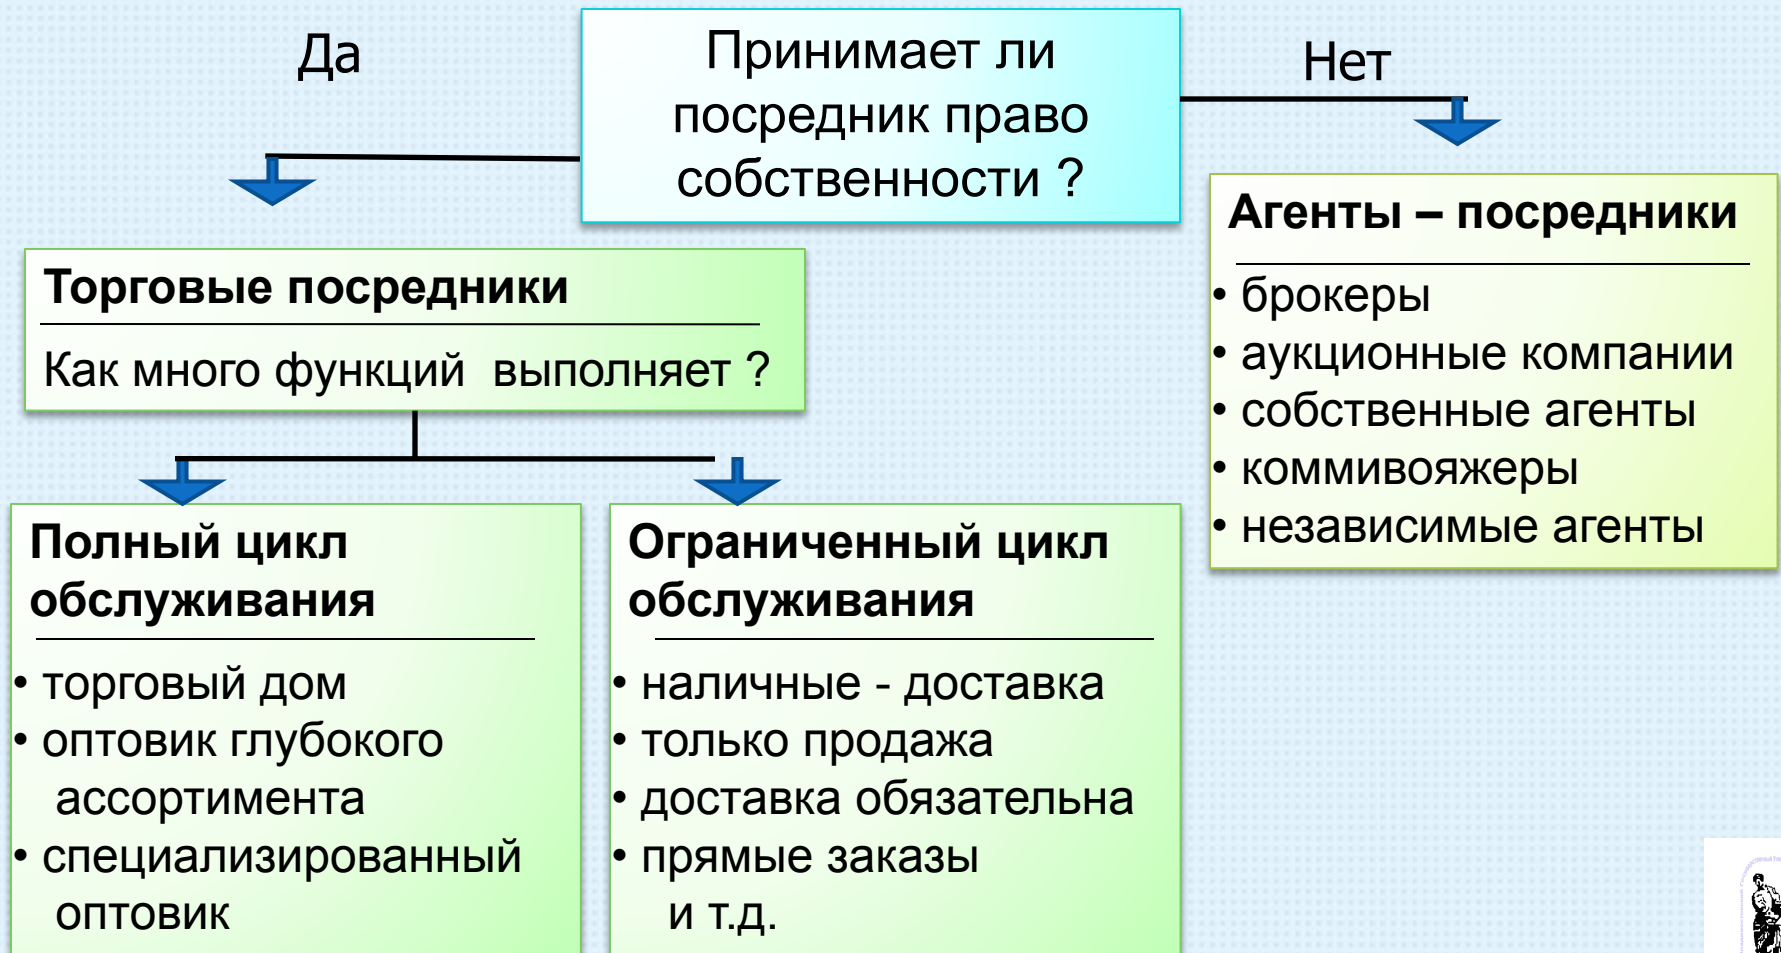 Да
Принимает ли
посредник право
собственности ?
Нет
Торговые посредники
Как много функций выполняет ?
Агенты – посредники
• брокеры
• аукционные компании
• собственные агенты
• коммивояжеры
• независимые агенты
Полный цикл
обслуживания
• торговый дом
• оптовик глубокого
ассортимента
• специализированный
оптовик
Ограниченный цикл
обслуживания
• наличные - доставка
• только продажа
• доставка обязательна
• прямые заказы
и т.д.